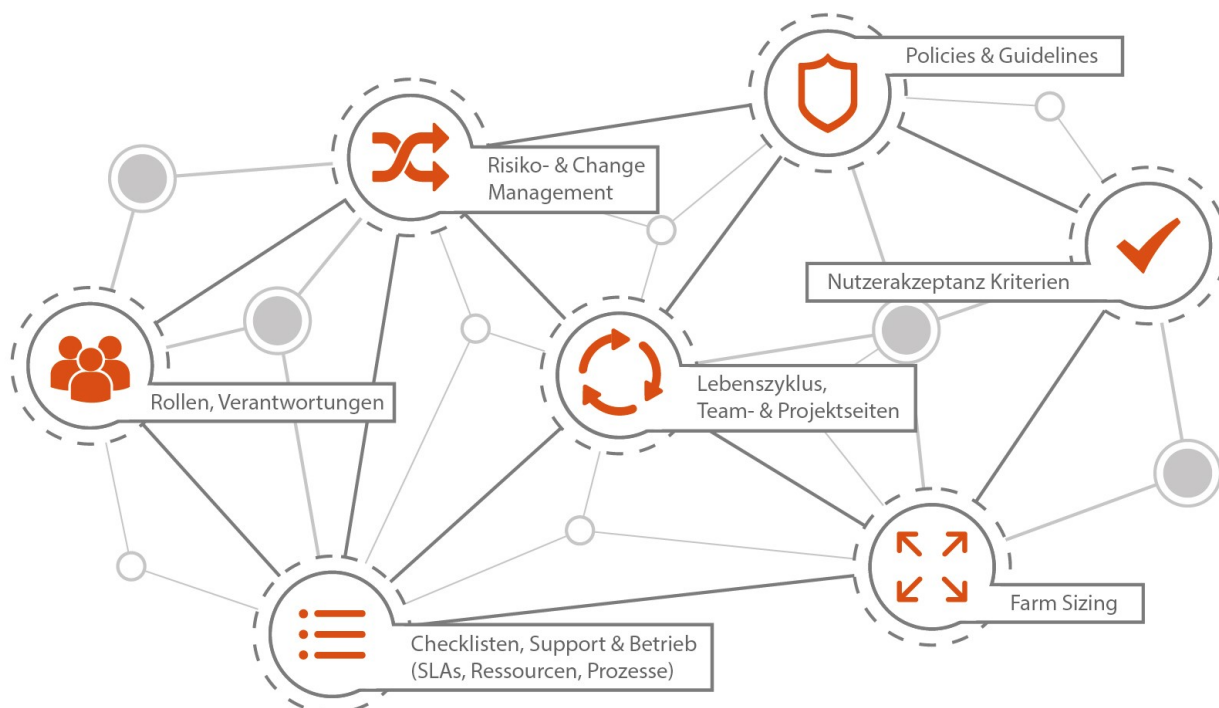 Policies & Guidelines
Risiko- & Change
Management
Nutzerakzeptanz Kriterien
Rollen, Verantwortungen
Lebenszyklus,
Team- & Projektseiten
Farm Sizing
Checklisten, Support & Betrieb
(SLAs, Ressourcen, Prozesse)